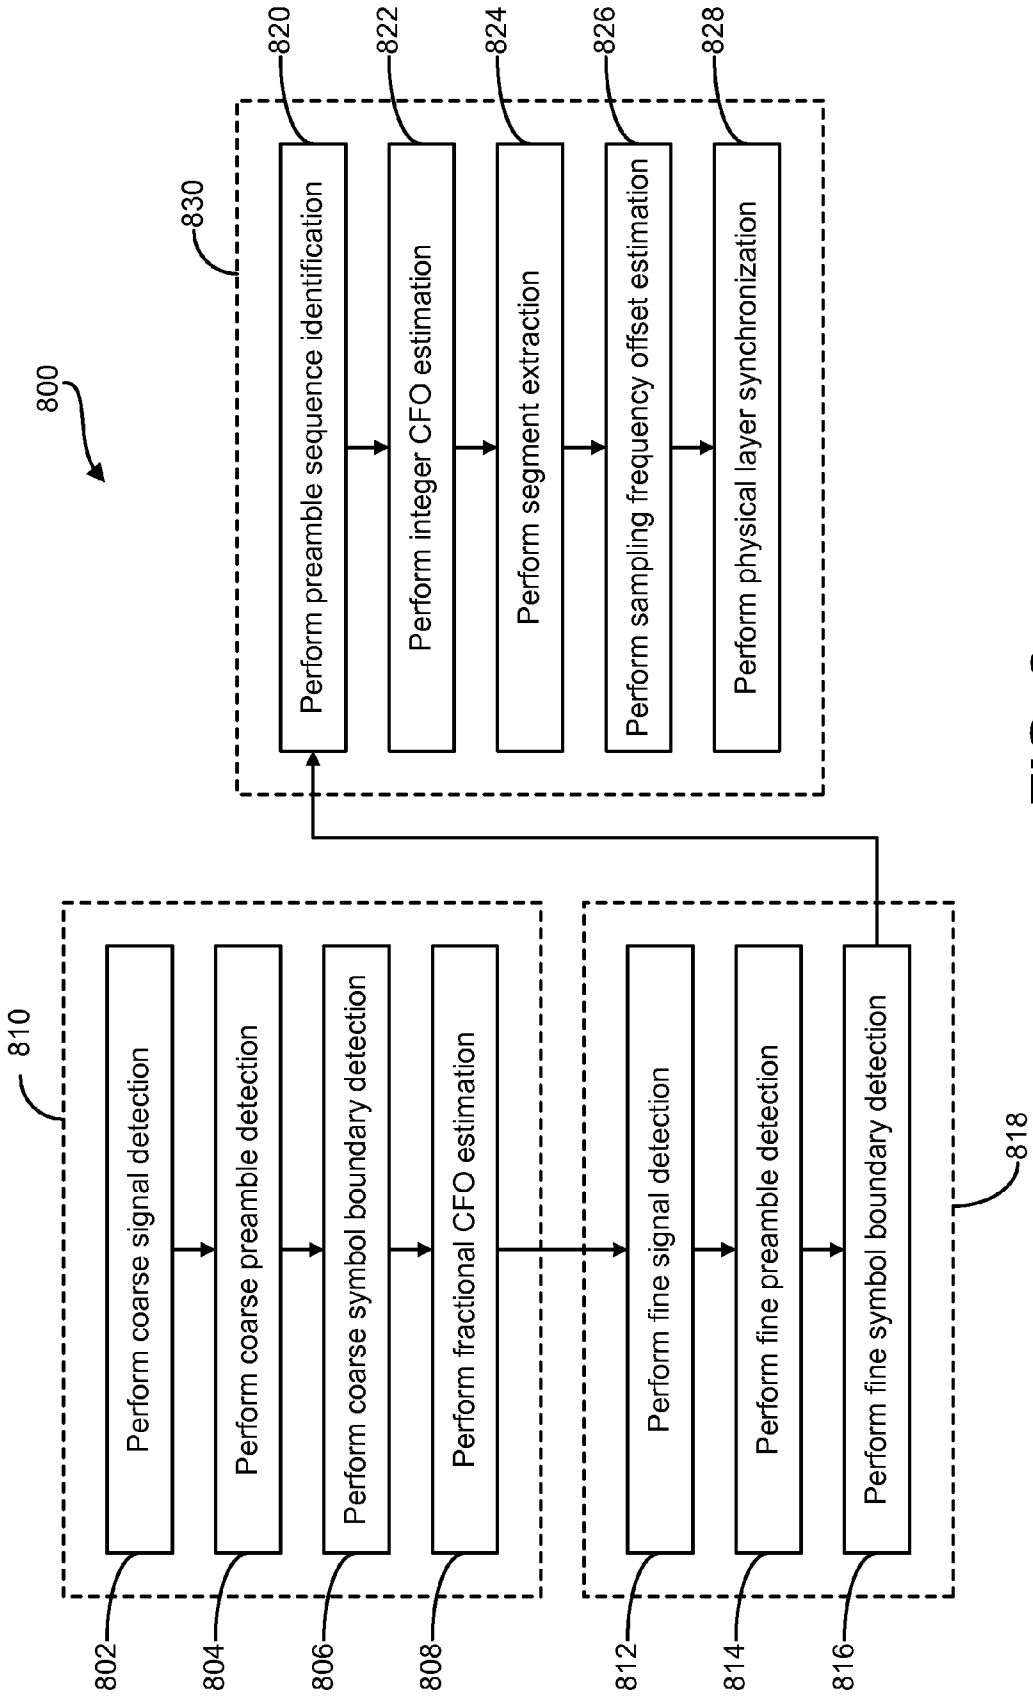 800
810
802
Perform coarse signal detection
804
Perform coarse preamble detection
806
Perform coarse symbol boundary detection
808
Perform fractional CFO estimation
812
Perform fine signal detection
814
Perform fine preamble detection
816
Perform fine symbol boundary detection
818
830
Perform preamble sequence identification
820
Perform integer CFO estimation
822
Perform segment extraction
824
Perform sampling frequency offset estimation
826
Perform physical layer synchronization
828